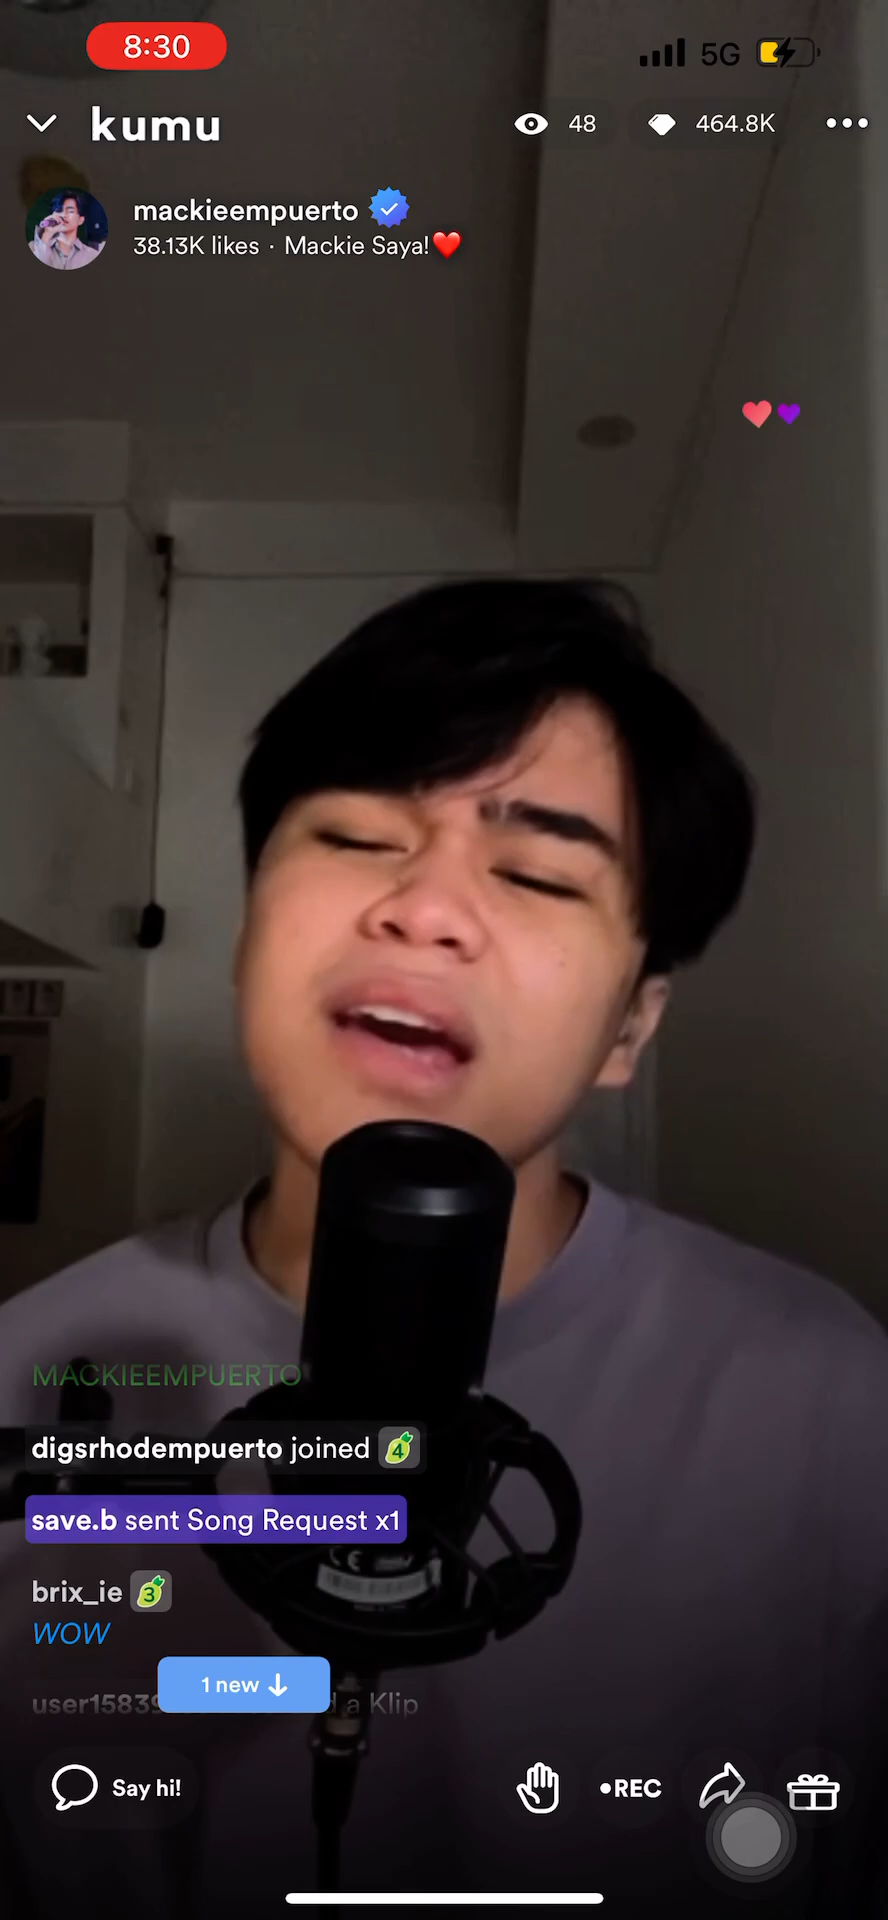 8:30
5G
kumu
48
464.8K
mackieempuerto
38.13K likes · Mackie Saya!❤️
MACKIEEMPUERTO
digsrhodempuerto joined 4
save.b sent Song Request x1
brix_ie 3
WOW
1 new ↓
a Klip
Say hi!
•REC